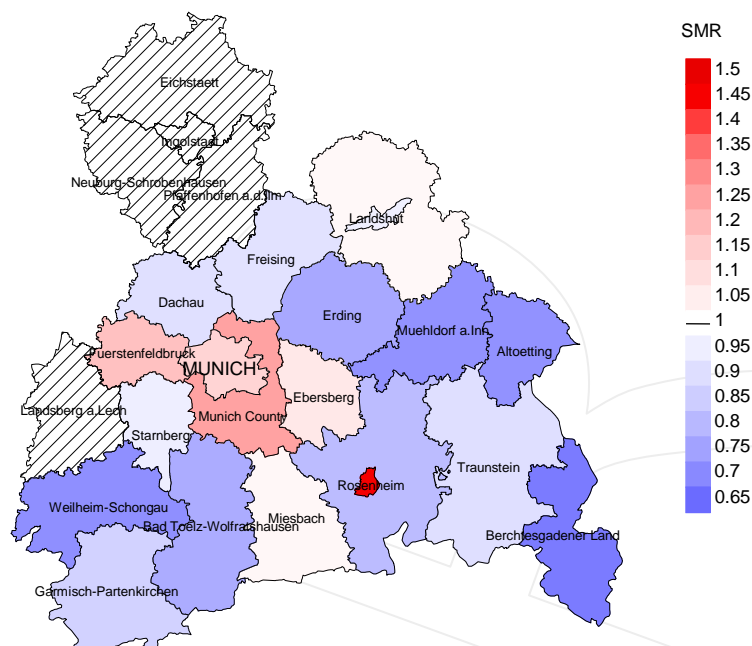 SMR
Eichstaett
1.5
1.45
1.4
Ingolstadt
1.35
1.3
Neuburg-Schrobenhausen
Pfaffenhofen a.d.Ilm
1.25
1.2
Landshut
1.15
Freising
1.1
1.05
Dachau
Erding
1
Muehldorf a.Inn
0.95
Fuerstenfeldbruck
Altoetting
MUNICH
0.9
Ebersberg
0.85
Landsberg a.Lech
Munich County
0.8
Starnberg
0.75
Traunstein
0.7
Rosenheim
0.65
Weilheim-Schongau
Miesbach
Bad Toelz-Wolfratshausen
Berchtesgadener Land
Garmisch-Partenkirchen